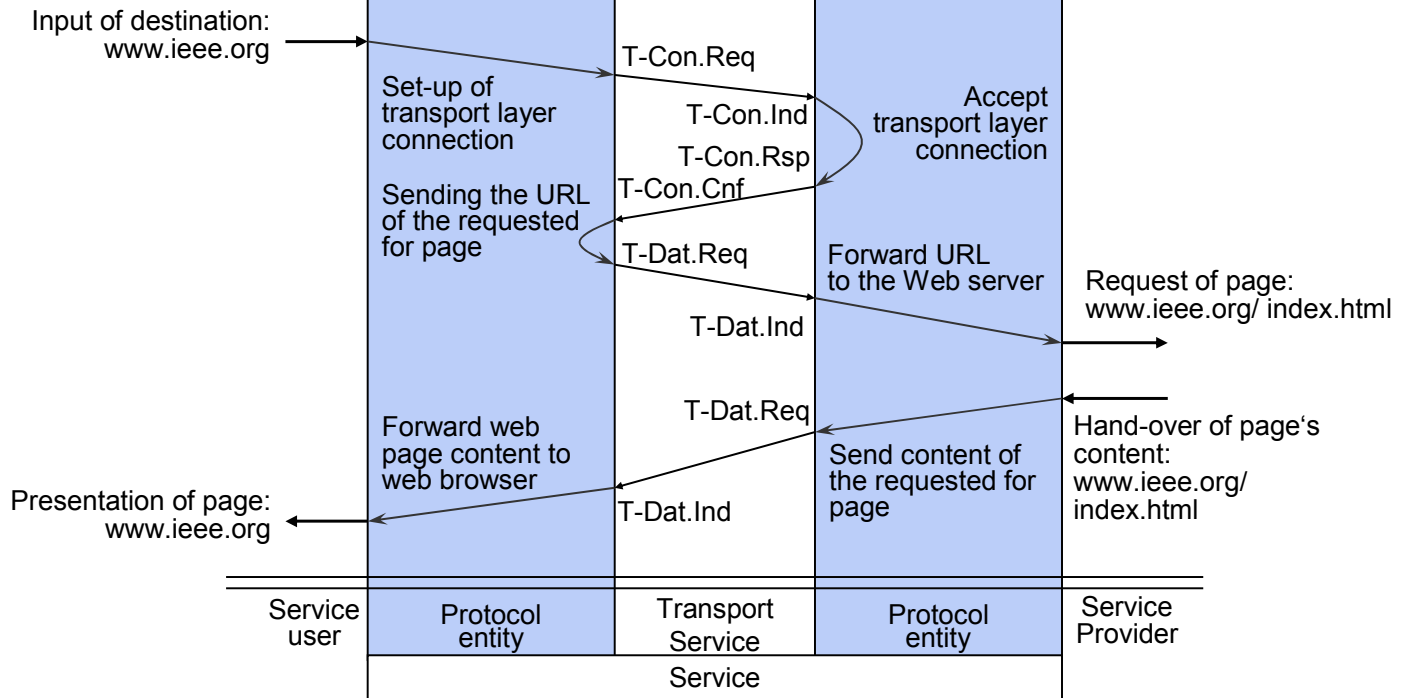 Input of destination:
www.ieee.org
T-Con.Req
Set-up of
transport layer
connection
T-Con.Ind
Accept
transport layer
connection
T-Con.Rsp
T-Con.Cnf
Sending the URL
of the requested
for page
T-Dat.Req
Forward URL
to the Web server
Request of page:
www.ieee.org/ index.html
T-Dat.Ind
T-Dat.Req
Hand-over of page‘s
content:
www.ieee.org/
index.html
Forward web
page content to
web browser
Send content of
the requested for
page
Presentation of page:
www.ieee.org
T-Dat.Ind
Service
user
Protocol
entity
Transport
Service
Protocol
entity
Service
Provider
Service